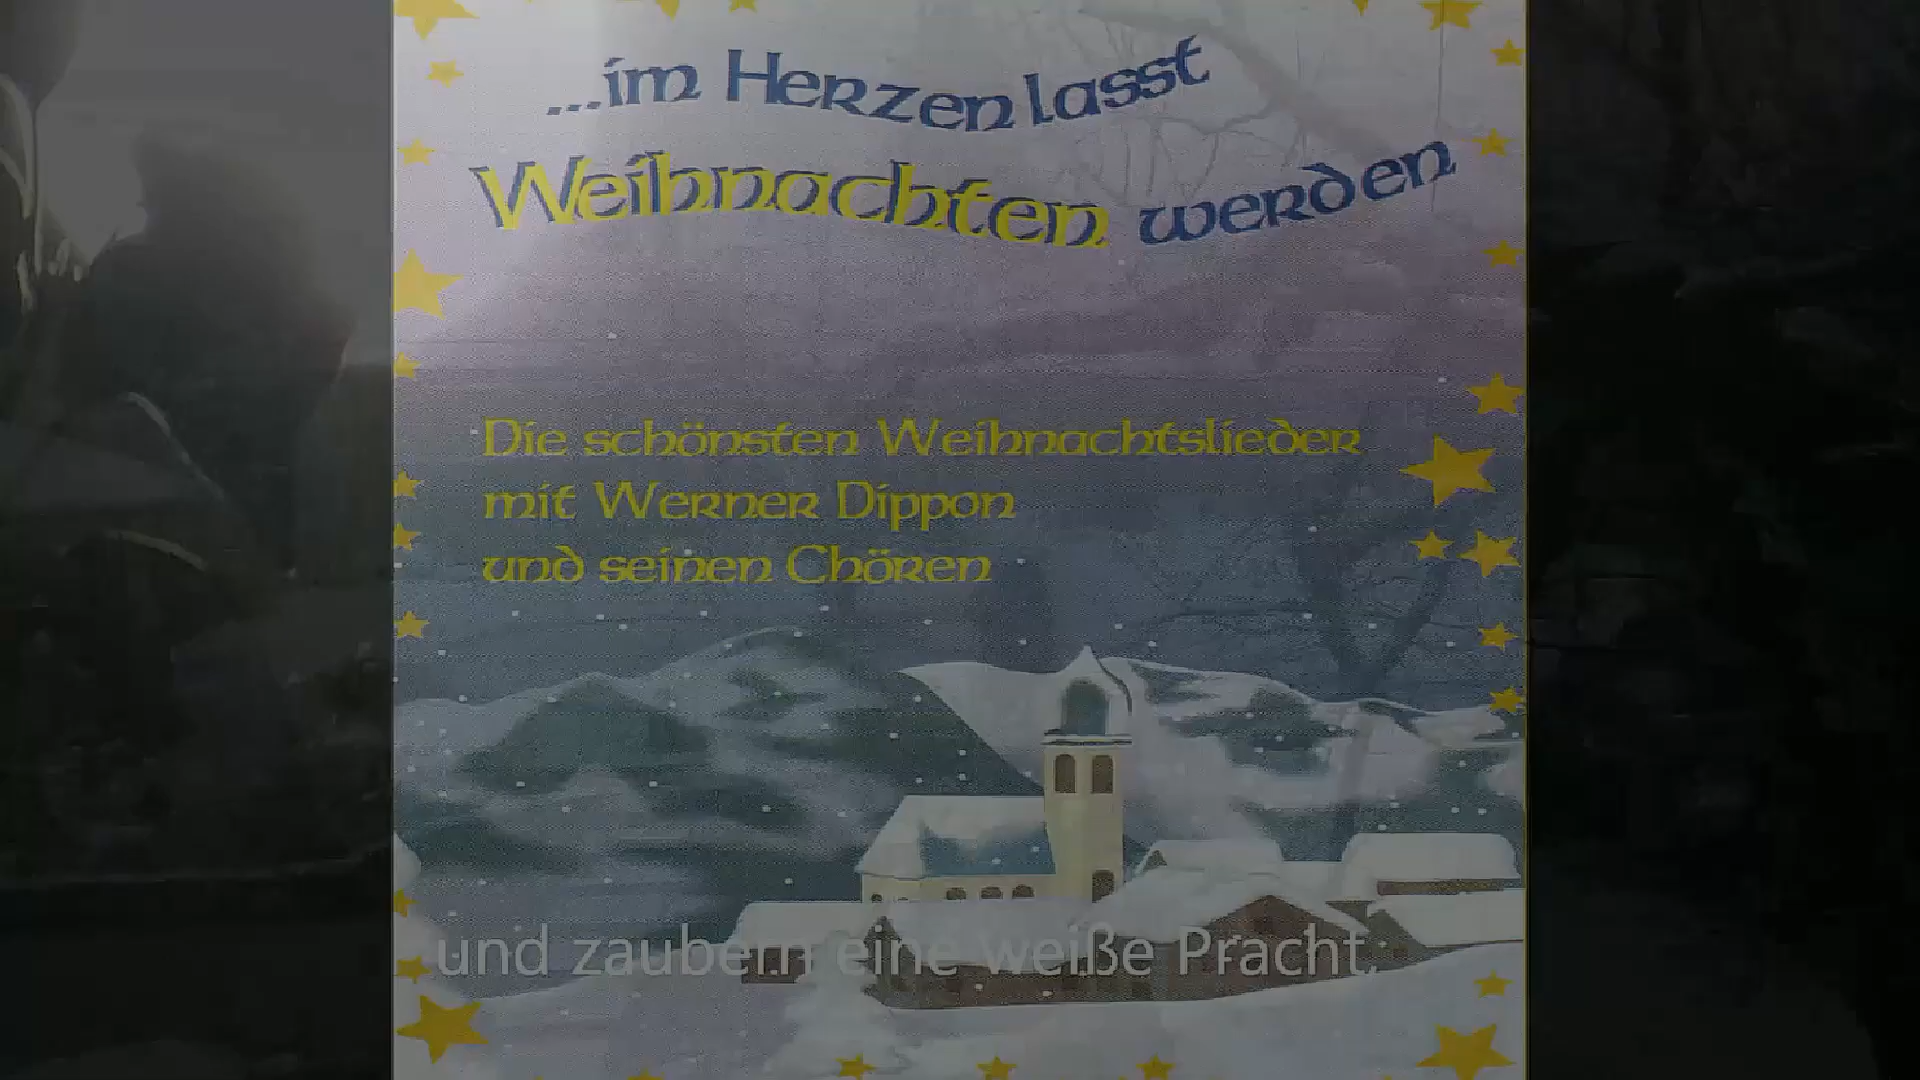 ...im Herzen lasst
Weihnachten werden
Die schönsten Weihnachtslieder
mit Werner Dippon
und seinen Chören
und zaubern eine weiße Pracht,